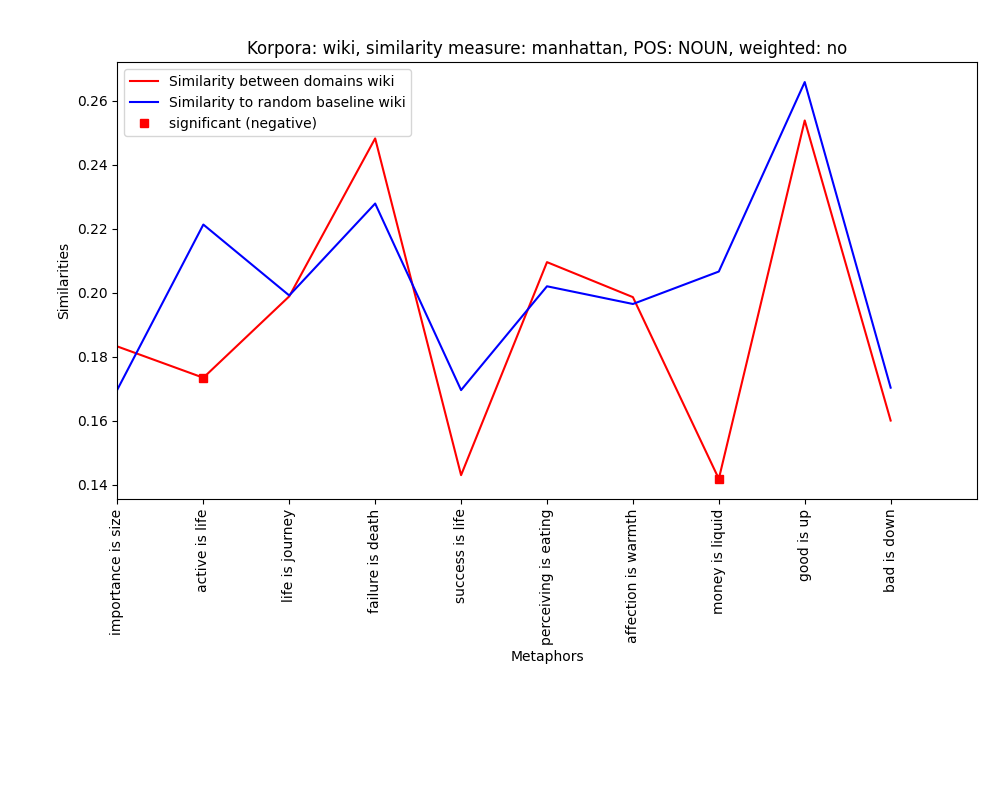 Korpora: wiki, similarity measure: manhattan, POS: NOUN, weighted: no
Similarity between domains wiki
Similarity to random baseline wiki
significant (negative)
0.26
0.24
0.22
0.20
0.18
0.16
0.14
Similarities
importance is size
active is life
life is journey
failure is death
success is life
perceiving is eating
affection is warmth
money is liquid
good is up
bad is down
Metaphors